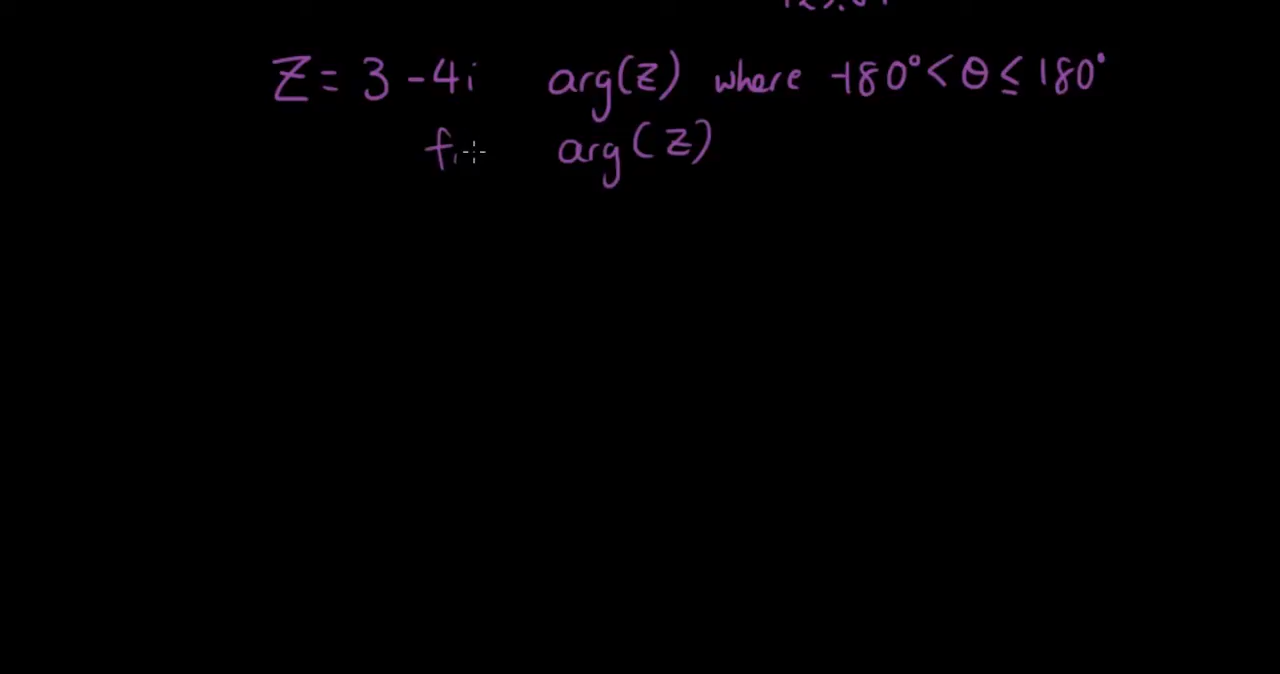 Z = 3 - 4i arg(z) where -180° < θ ≤ 180°
arg(z)